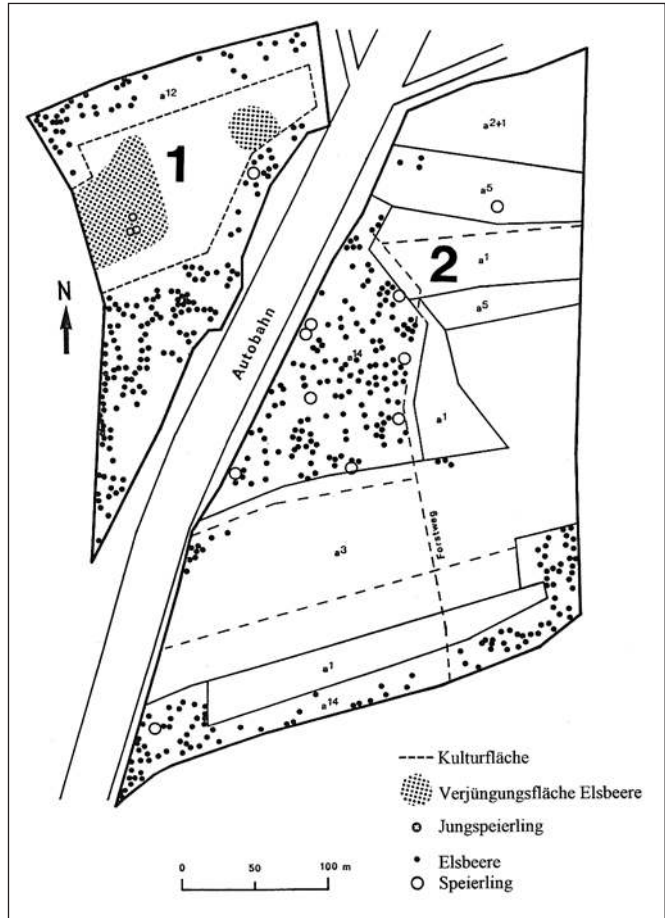 a12
1
a2+1
a5
2
a1
N
a5
Autobahn
a14
a1
a3
Forstweg
a1
a14
Kulturfläche
Verjüngungsfläche Elsbeere
Jungspeierling
Elsbeere
Speierling
0 50 100 m